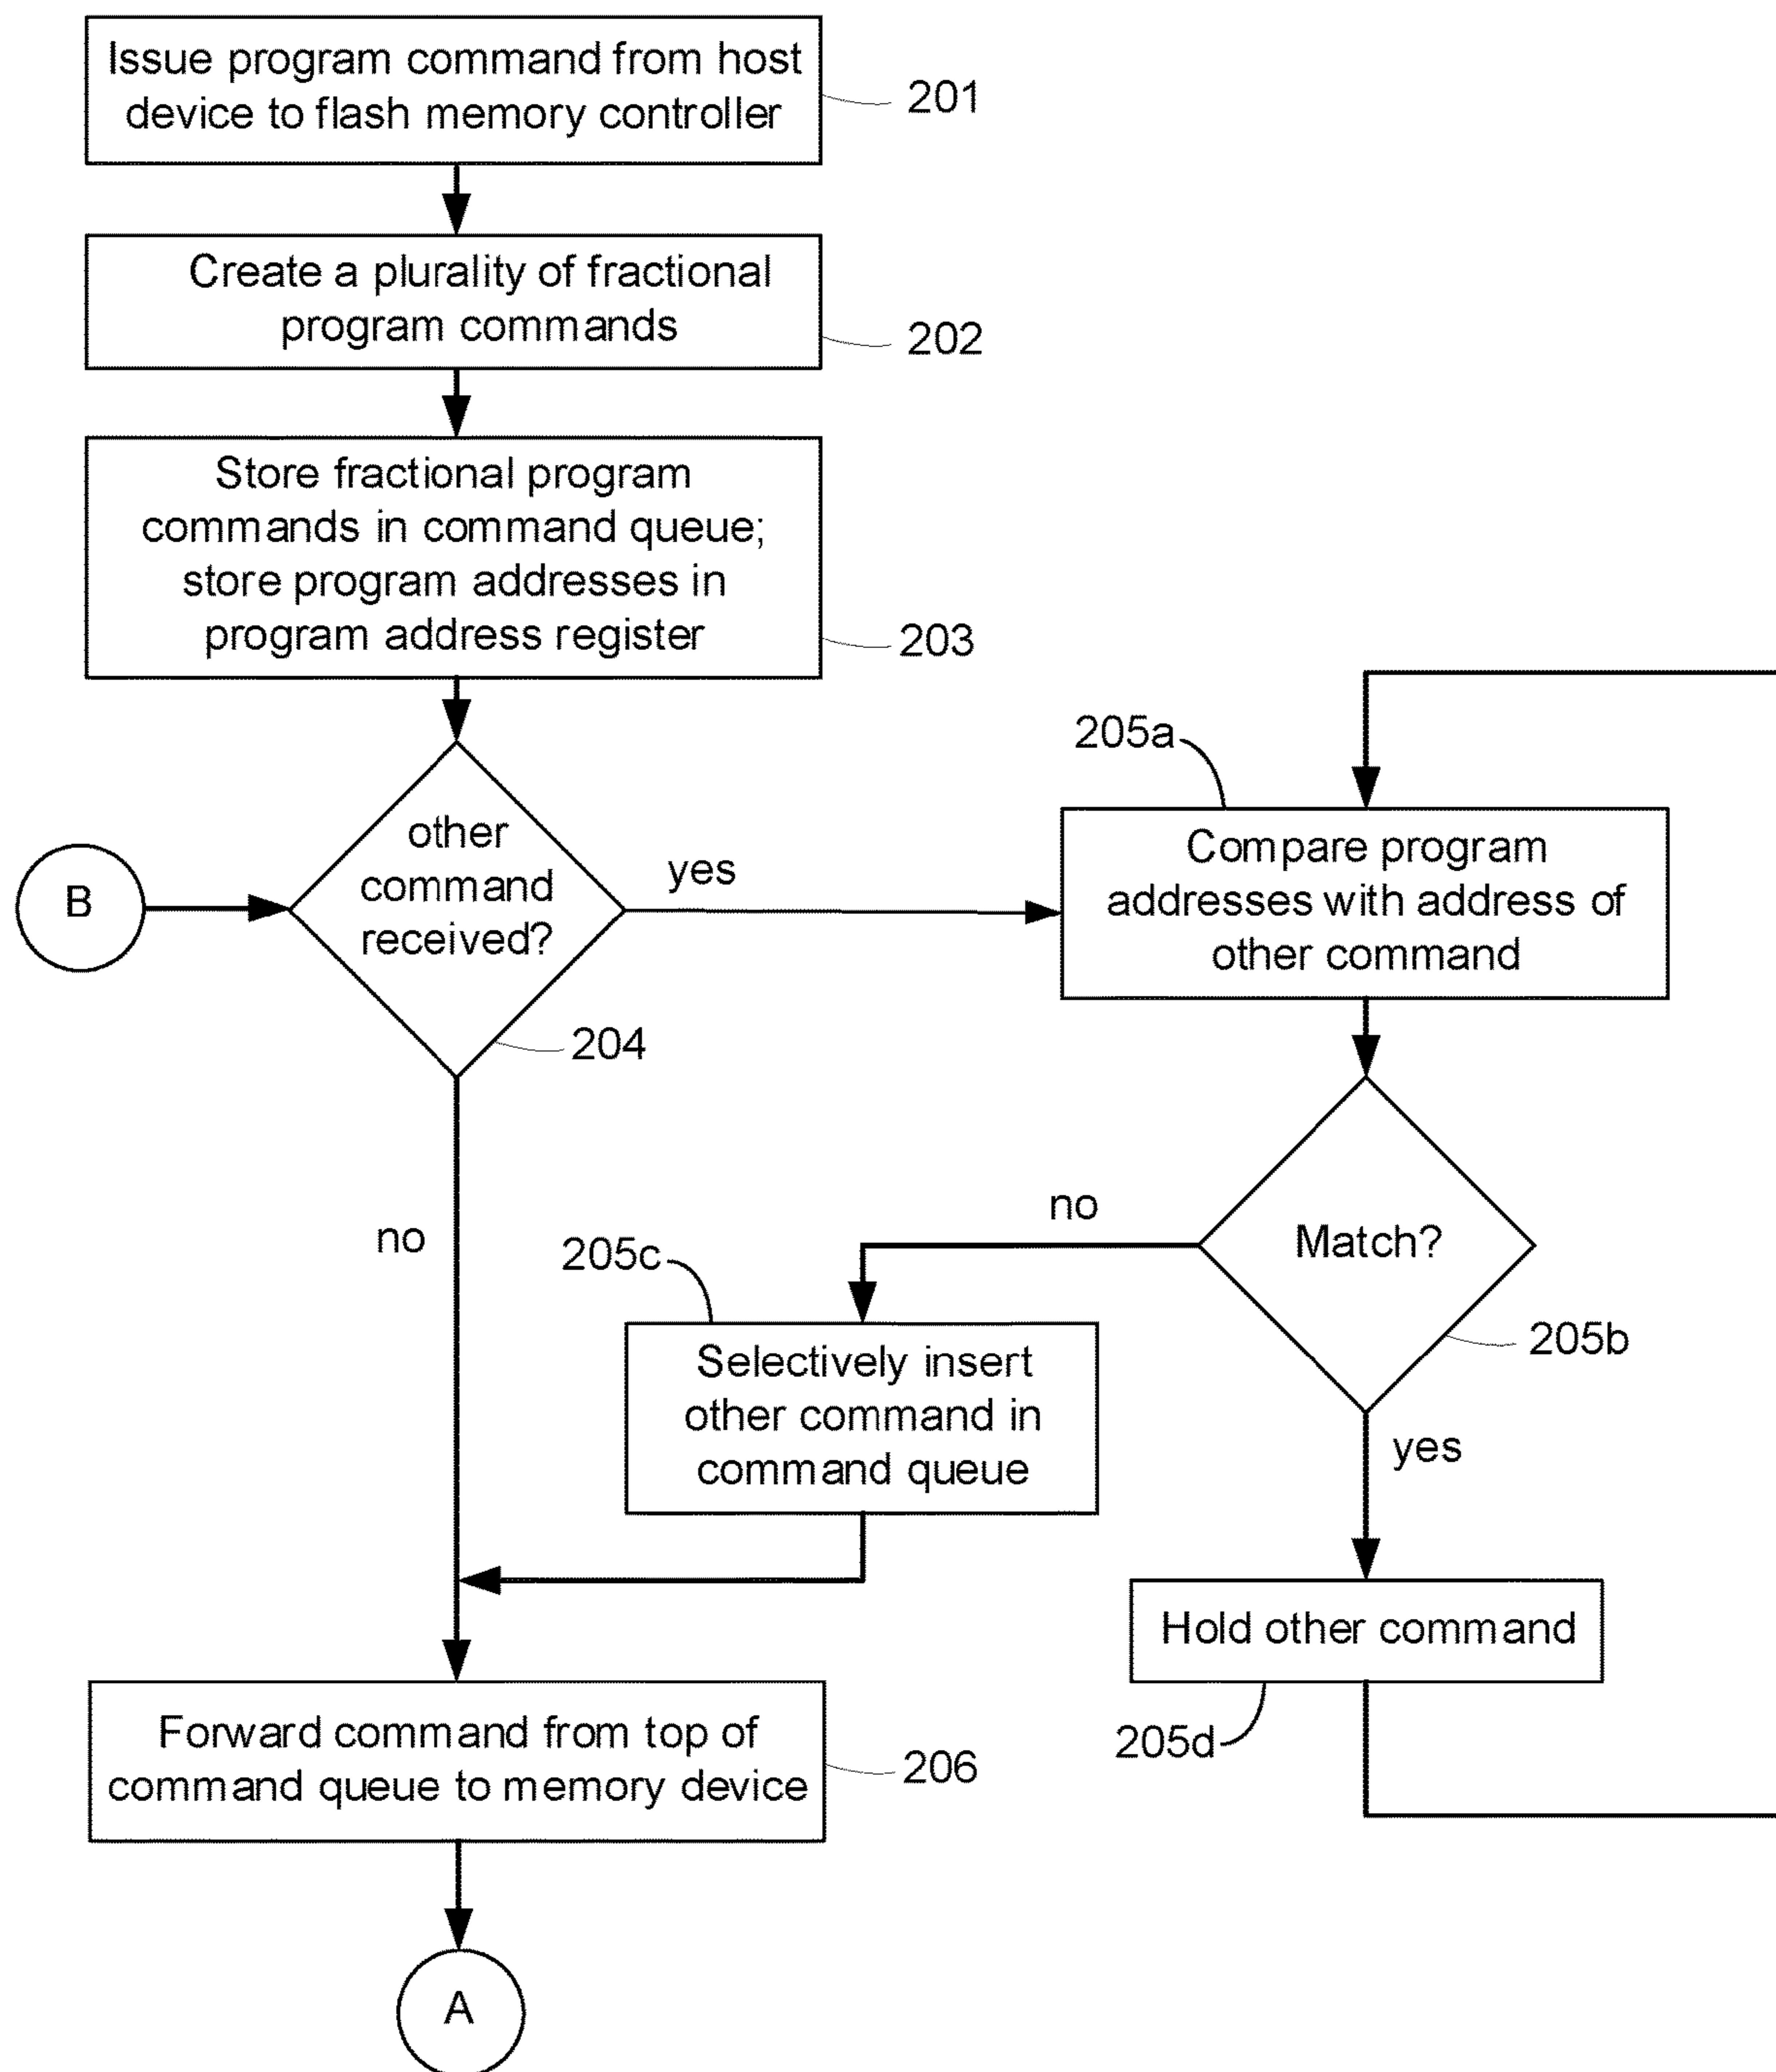 Issue program command from host
device to flash memory controller
201
Create a plurality of fractional
program commands
202
Store fractional program
commands in command queue;
store program addresses in
program address register
203
other
command
received?
204
B
yes
no
205a
Compare program
addresses with address of
other command
Match?
205b
no
yes
205c
Selectively insert
other command in
command queue
Hold other command
205d
Forward command from top of
command queue to memory device
206
A